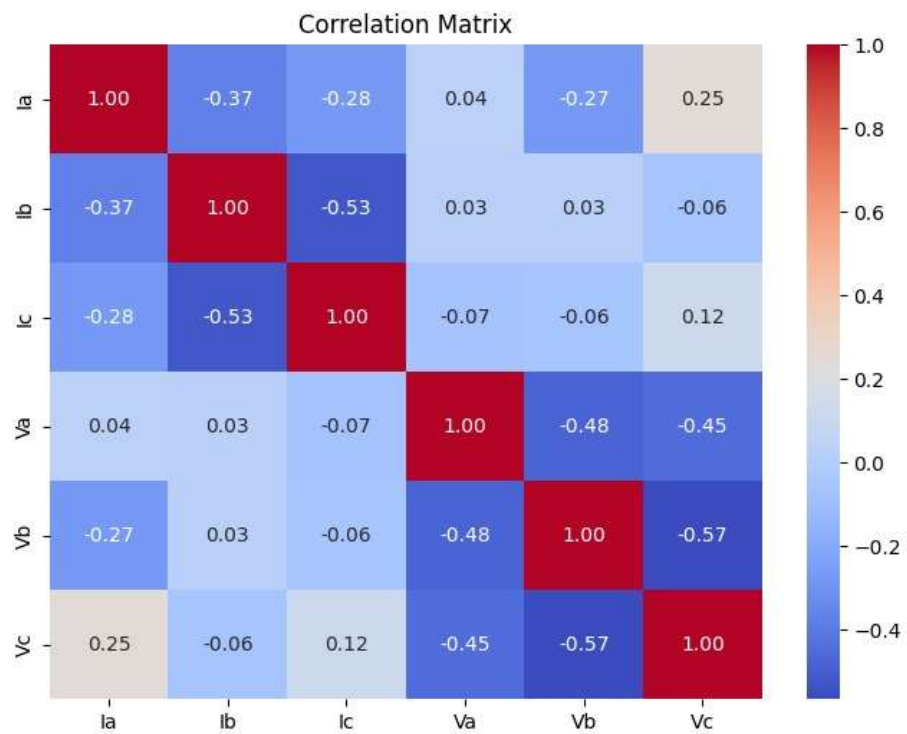 Correlation Matrix
Ia 1.00 -0.37 -0.28 0.04 -0.27 0.25
Ib -0.37 1.00 -0.53 0.03 0.03 -0.06
Ic -0.28 -0.53 1.00 -0.07 -0.06 0.12
Va 0.04 0.03 -0.07 1.00 -0.48 -0.45
Vb -0.27 0.03 -0.06 -0.48 1.00 -0.57
Vc 0.25 -0.06 0.12 -0.45 -0.57 1.00
Ia Ib Ic Va Vb Vc
1.0
0.8
0.6
0.4
0.2
0.0
−0.2
−0.4